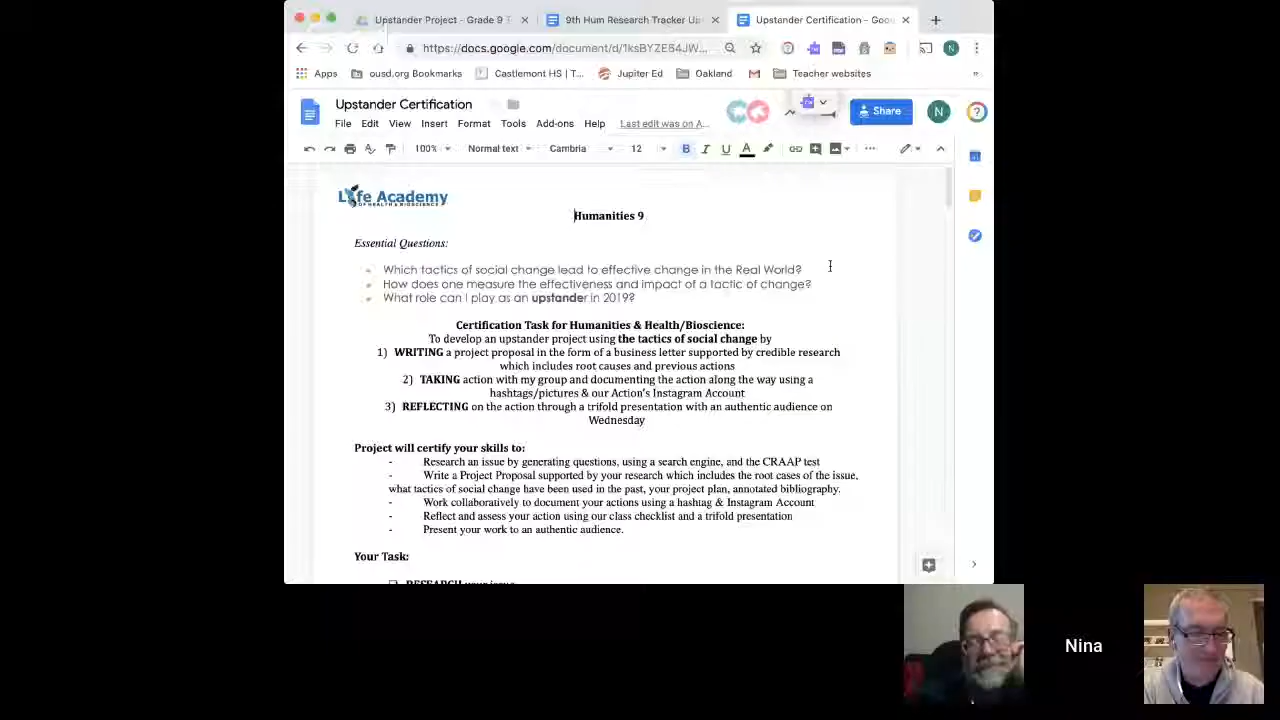 Upstander Project - Grade 9 T
9th Hum Research Tracker Up
Upstander Certification - Goo
https://docs.google.com/document/d/1ksBYZE64JW...
N
Apps
ousd.org Bookmarks
Castlemont HS | T...
Jupiter Ed
Oakland
Teacher websites
»
Upstander Certification
Share
N
File Edit View Insert Format Tools Add-ons Help Last edit was on A...
100% Normal text Cambria 12 B I U A
Life Academy
OF HEALTH & BIOSCIENCE
Humanities 9
Essential Questions:
Which tactics of social change lead to effective change in the Real World?
How does one measure the effectiveness and impact of a tactic of change?
What role can I play as an upstander in 2019?
Certification Task for Humanities & Health/Bioscience:
To develop an upstander project using the tactics of social change by
1) WRITING a project proposal in the form of a business letter supported by credible research
which includes root causes and previous actions
2) TAKING action with my group and documenting the action along the way using a
hashtags/pictures & our Action's Instagram Account
3) REFLECTING on the action through a trifold presentation with an authentic audience on
Wednesday
Project will certify your skills to:
- Research an issue by generating questions, using a search engine, and the CRAAP test
- Write a Project Proposal supported by your research which includes the root cases of the issue,
what tactics of social change have been used in the past, your project plan, annotated bibliography.
- Work collaboratively to document your actions using a hashtag & Instagram Account
- Reflect and assess your action using our class checklist and a trifold presentation
- Present your work to an authentic audience.
Your Task:
RESEARCH your issue
Nina